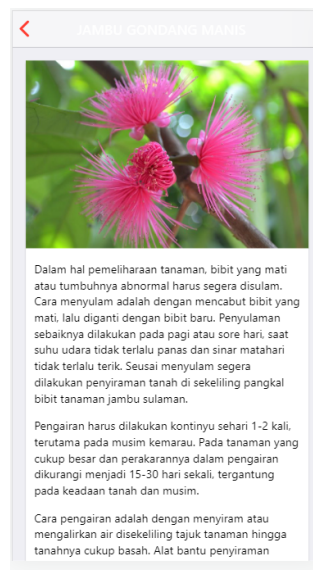 JAMBU GONDANG MANIS
Dalam hal pemeliharaan tanaman, bibit yang mati
atau tumbuhnya abnormal harus segera disulam.
Cara menyulam adalah dengan mencabut bibit yang
mati, lalu diganti dengan bibit baru. Penyulaman
sebaiknya dilakukan pada pagi atau sore hari, saat
suhu udara tidak terlalu panas dan sinar matahari
tidak terlalu terik. Seusai menyulam segera
dilakukan penyiraman tanah di sekeliling pangkal
bibit tanaman jambu sulaman.
Pengairan harus dilakukan kontinyu sehari 1-2 kali,
terutama pada musim kemarau. Pada tanaman yang
cukup besar dan perakarannya dalam pengairan
dikurangi menjadi 15-30 hari sekali, tergantung
pada keadaan tanah dan musim.
Cara pengairan adalah dengan menyiram atau
mengalirkan air disekeliling tajuk tanaman hingga
tanahnya cukup basah. Alat bantu penyiraman